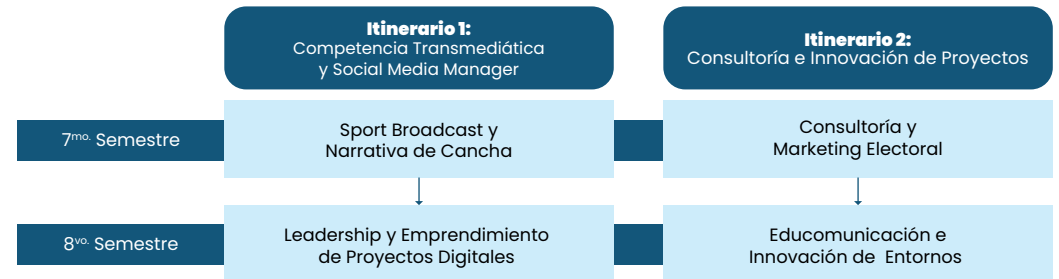 Itinerario 1:
Competencia Transmediática
y Social Media Manager
Itinerario 2:
Consultoría e Innovación de Proyectos
7mo. Semestre
Sport Broadcast y
Narrativa de Cancha
Consultoría y
Marketing Electoral
8vo. Semestre
Leadership y Emprendimiento
de Proyectos Digitales
Educomunicación e
Innovación de Entornos